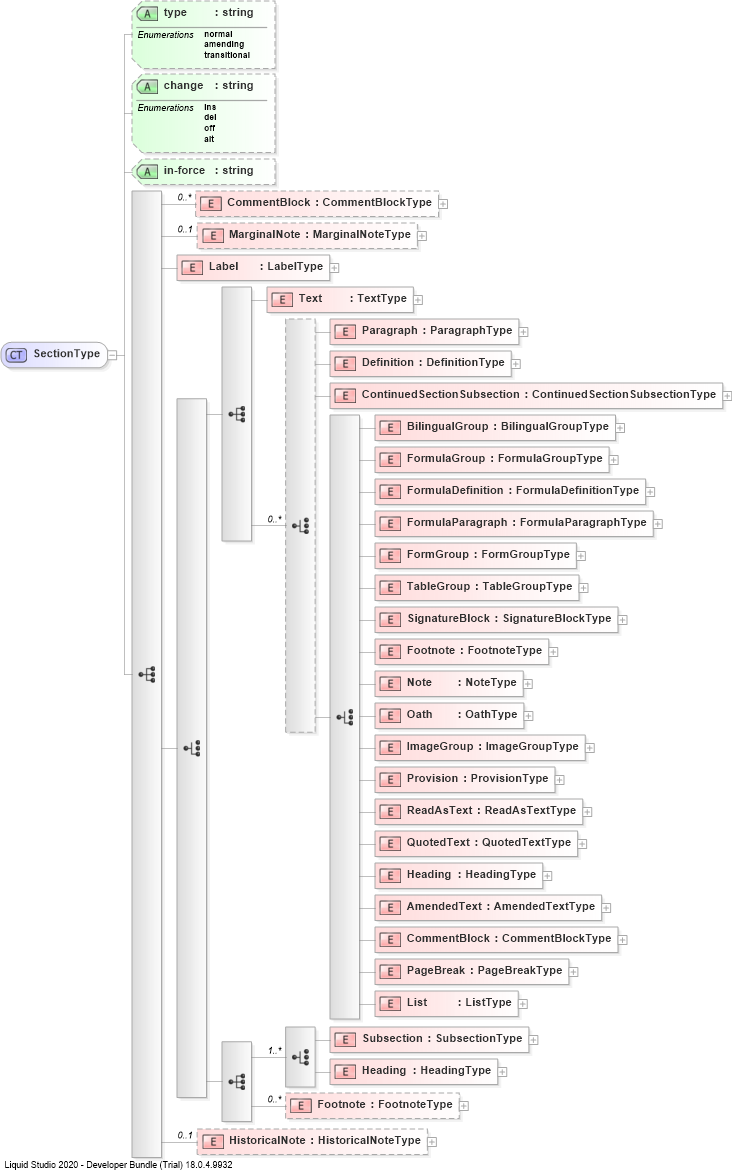 A type : string
Enumerations normal
amending
transitional
A change : string
Enumerations ins
del
off
alt
A in-force : string
0..* E CommentBlock : CommentBlockType
0..1 E MarginalNote : MarginalNoteType
E Label : LabelType
E Text : TextType
E Paragraph : ParagraphType
CT SectionType
E Definition : DefinitionType
E ContinuedSectionSubsection : ContinuedSectionSubsectionType
E BilingualGroup : BilingualGroupType
E FormulaGroup : FormulaGroupType
E FormulaDefinition : FormulaDefinitionType
0..* E FormulaParagraph : FormulaParagraphType
E FormGroup : FormGroupType
E TableGroup : TableGroupType
E SignatureBlock : SignatureBlockType
E Footnote : FootnoteType
E Note : NoteType
E Oath : OathType
E ImageGroup : ImageGroupType
E Provision : ProvisionType
E ReadAsText : ReadAsTextType
E QuotedText : QuotedTextType
E Heading : HeadingType
E AmendedText : AmendedTextType
E CommentBlock : CommentBlockType
E PageBreak : PageBreakType
E List : ListType
E Subsection : SubsectionType
1..*
E Heading : HeadingType
0..* E Footnote : FootnoteType
0..1 E HistoricalNote : HistoricalNoteType
Liquid Studio 2020 - Developer Bundle (Trial) 18.0.4.9932